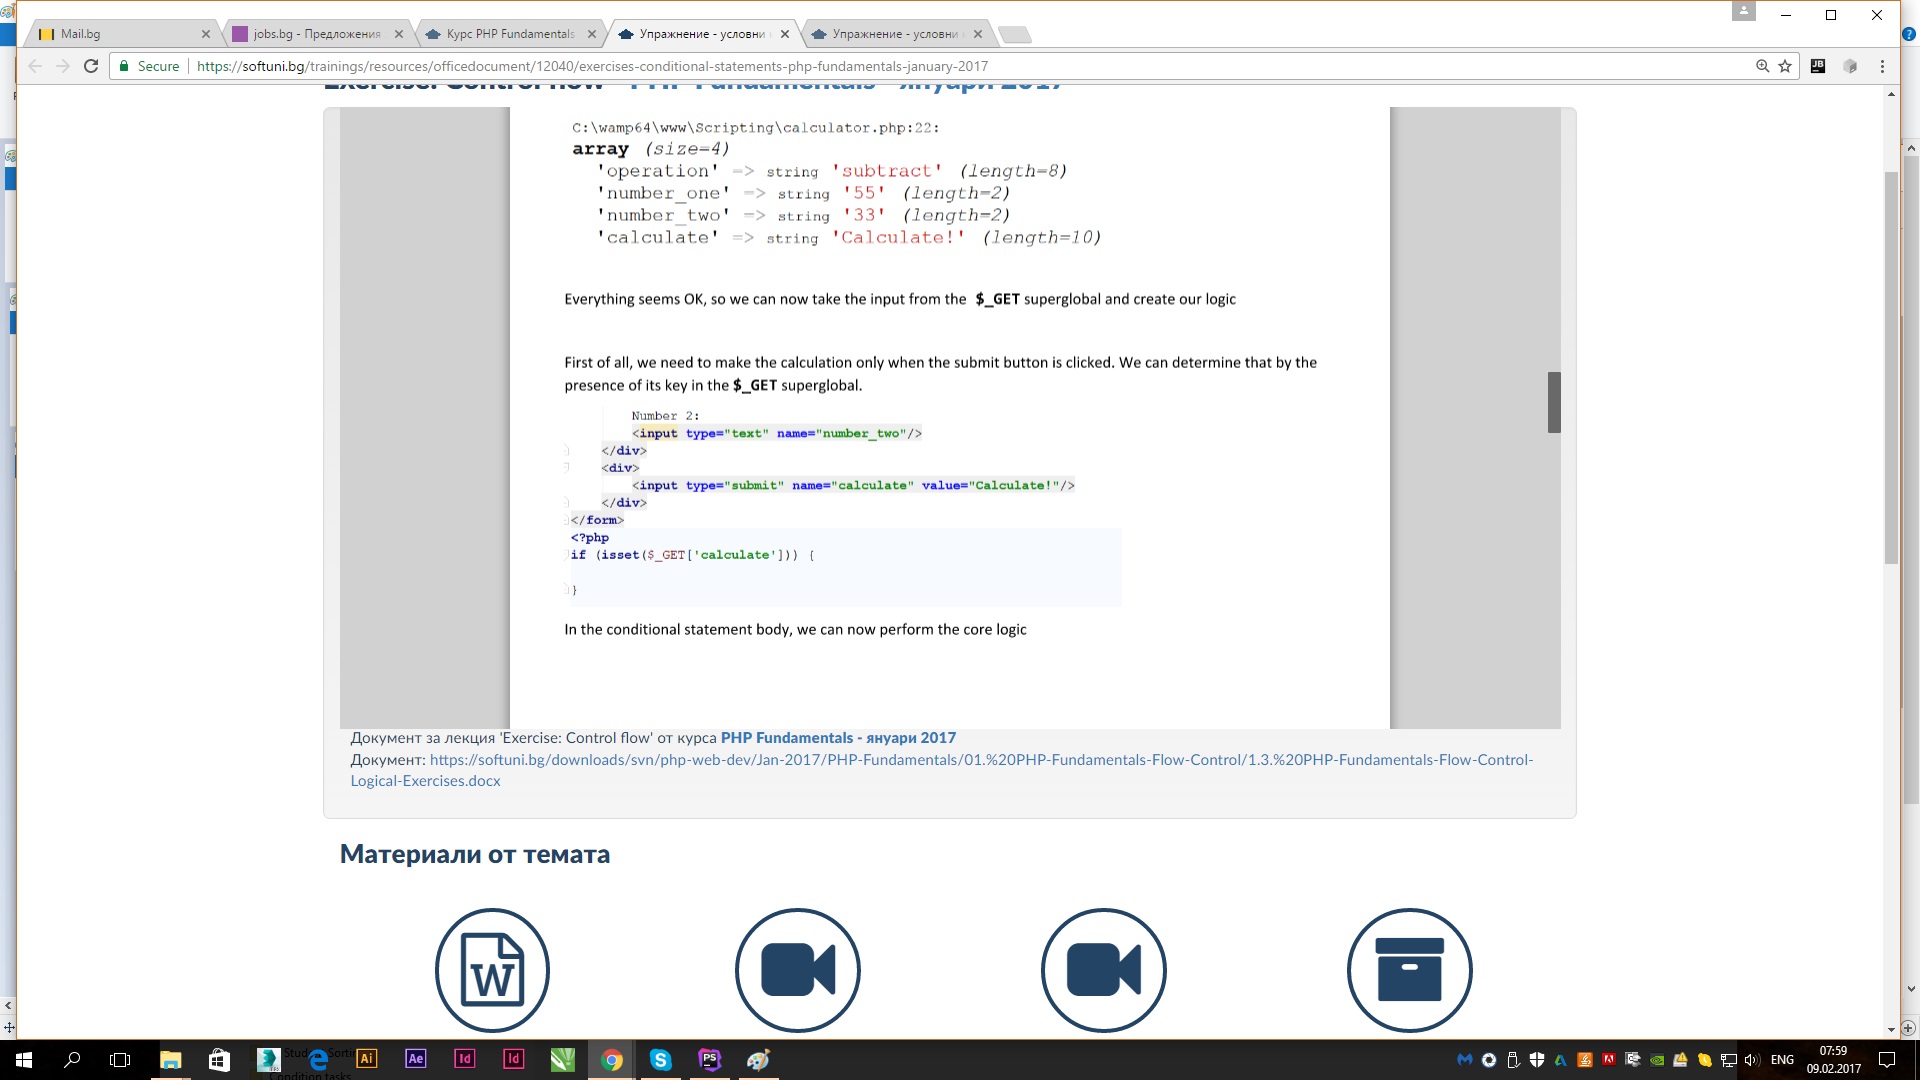 Mail.bg
jobs.bg - Предложения
Курс PHP Fundamentals
Упражнение - условни
Упражнение - условни
Secure
https://softuni.bg/trainings/resources/officedocument/12040/exercises-conditional-statements-php-fundamentals-january-2017
Exercise: Control flow - PHP Fundamentals - януари 2017
C:\wamp64\www\Scripting\calculator.php:22:
array (size=4)
'operation' => string 'subtract' (length=8)
'number_one' => string '55' (length=2)
'number_two' => string '33' (length=2)
'calculate' => string 'Calculate!' (length=10)
Everything seems OK, so we can now take the input from the $_GET superglobal and create our logic
First of all, we need to make the calculation only when the submit button is clicked. We can determine that by the
presence of its key in the $_GET superglobal.
Number 2:
<input type="text" name="number_two"/>
</div>
<div>
<input type="submit" name="calculate" value="Calculate!"/>
</div>
</form>
<?php
if (isset($_GET['calculate'])) {
}
In the conditional statement body, we can now perform the core logic
Документ за лекция 'Exercise: Control flow' от курса PHP Fundamentals - януари 2017
Документ: https://softuni.bg/downloads/svn/php-web-dev/Jan-2017/PHP-Fundamentals/01.%20PHP-Fundamentals-Flow-Control/1.3.%20PHP-Fundamentals-Flow-Control-
Logical-Exercises.docx
Материали от темата
W
ENG
07:59
09.02.2017